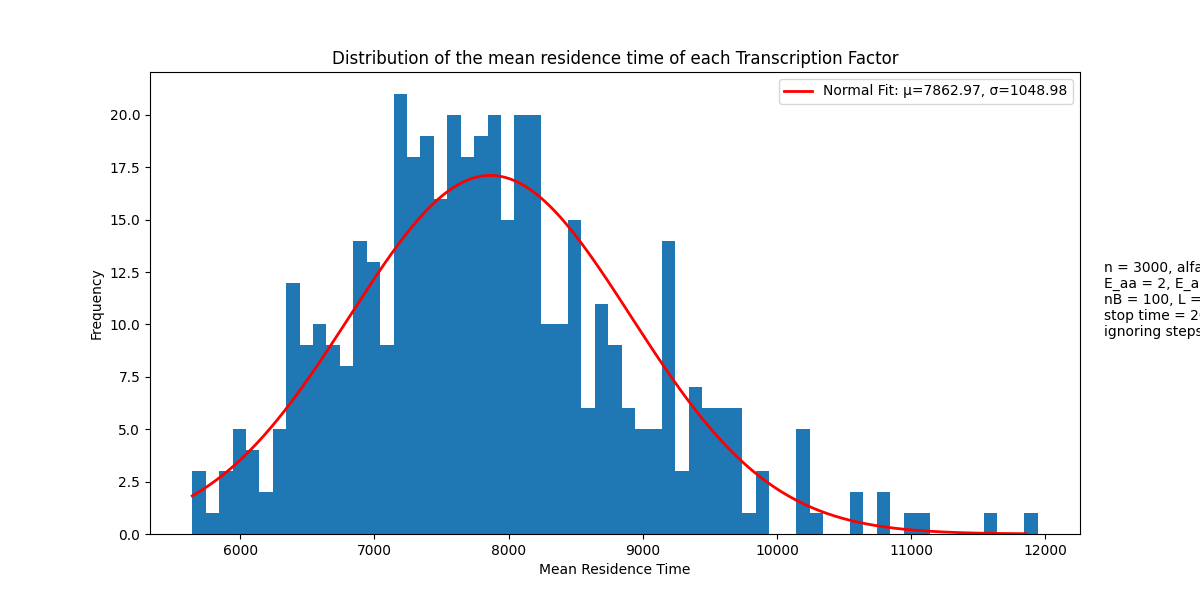 Distribution of the mean residence time of each Transcription Factor
Normal Fit: μ=7862.97, σ=1048.98
20.0
17.5
15.0
12.5
10.0
7.5
5.0
2.5
0.0
Frequency
6000 7000 8000 9000 10000 11000 12000
Mean Residence Time
n = 3000, alfa
E_aa = 2, E_a
nB = 100, L =
stop time = 2
ignoring steps